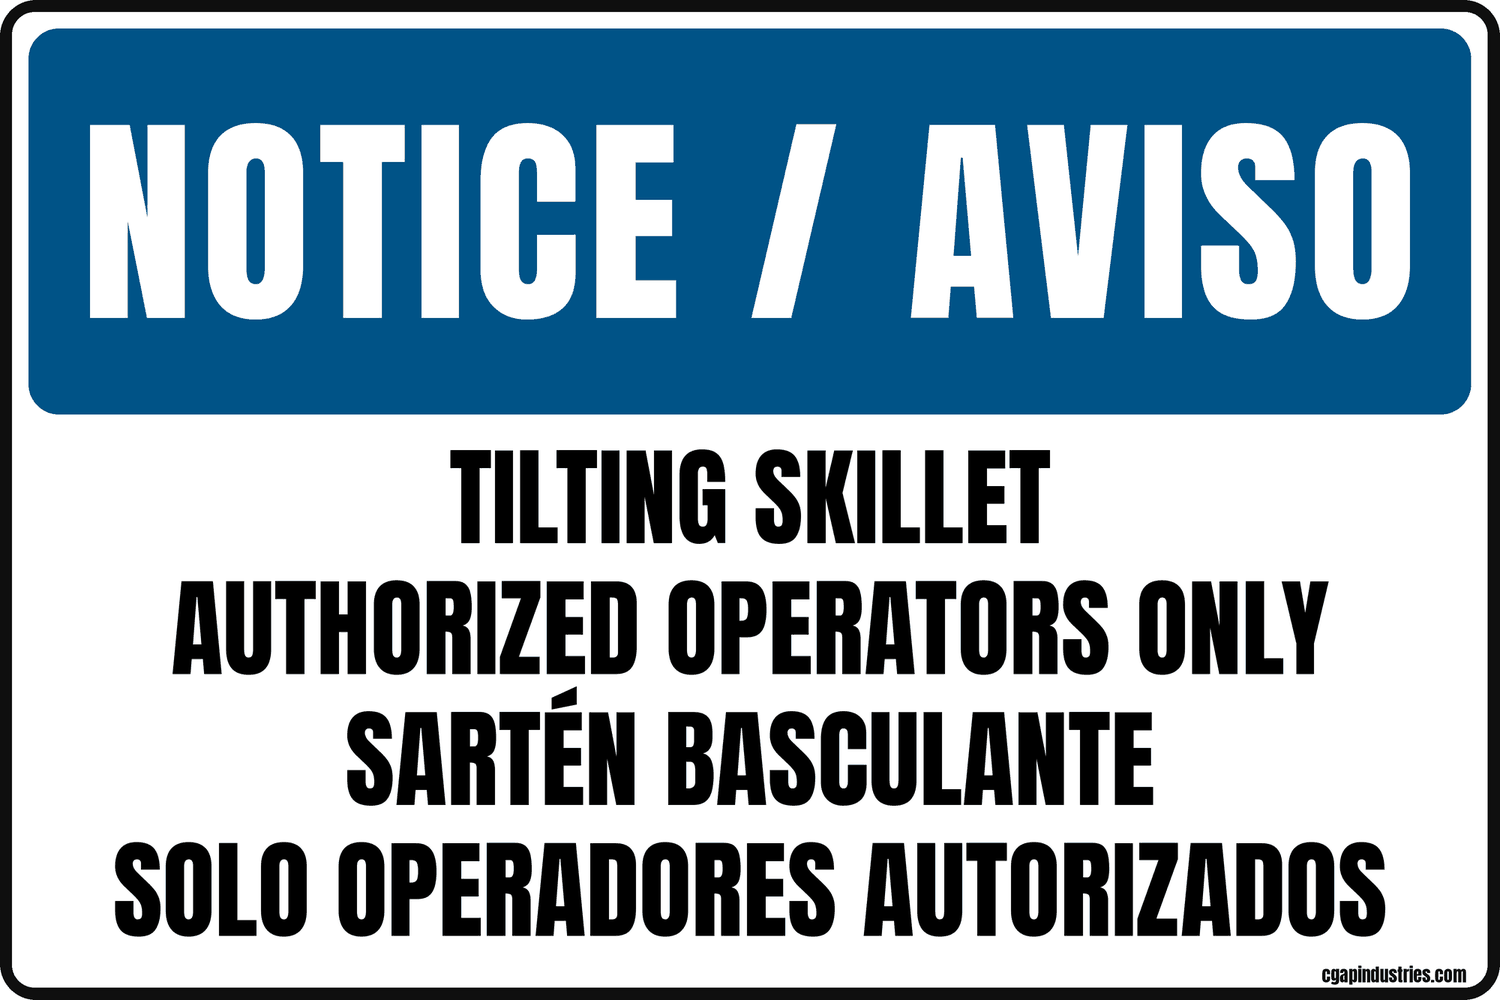 NOTICE / AVISO
TILTING SKILLET
AUTHORIZED OPERATORS ONLY
SARTÉN BASCULANTE
SOLO OPERADORES AUTORIZADOS
cgapindustries.com